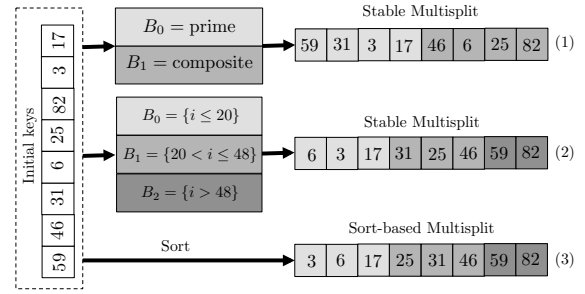 Stable Multisplit
B₀ = prime
B₁ = composite
59 31 3 17 46 6 25 82 (1)
Initial keys
59 46 31 6 25 82 3 17
Stable Multisplit
B₀ = {i ≤ 20}
B₁ = {20 < i ≤ 48}
B₂ = {i > 48}
6 3 17 31 25 46 59 82 (2)
Sort-based Multisplit
Sort
3 6 17 25 31 46 59 82 (3)